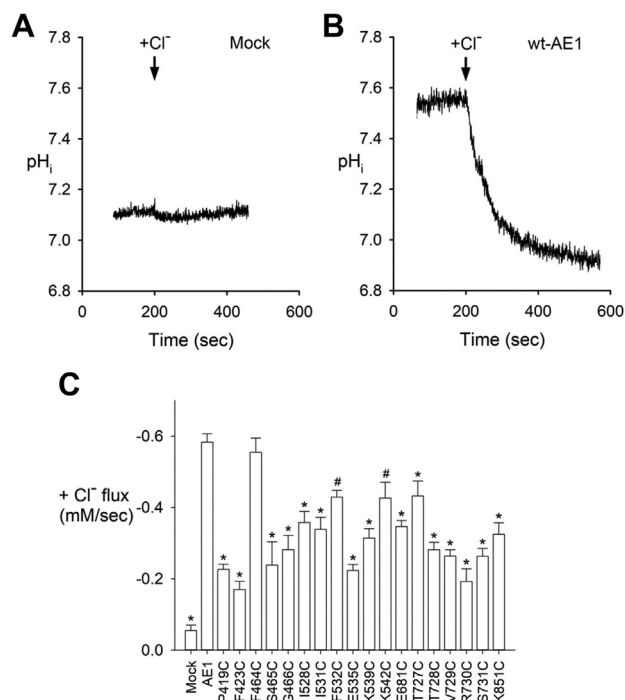 A
+Cl⁻
Mock
7.8
7.6
7.4
pHi
7.2
7.0
6.8
0
200
400
600
Time (sec)
B
+Cl⁻
wt-AE1
7.8
7.6
7.4
pHi
7.2
7.0
6.8
0
200
400
600
Time (sec)
C
-0.6
-0.4
+ Cl⁻ flux
(mM/sec)
-0.2
0.0
*
*
*
*
*
*
*
#
*
*
#
*
*
*
*
*
*
*
Mock
AE1
P419C
F423C
F464C
S465C
G466C
I528C
I531C
F532C
E535C
K539C
K542C
E681C
T727C
T728C
V729C
R730C
S731C
K851C